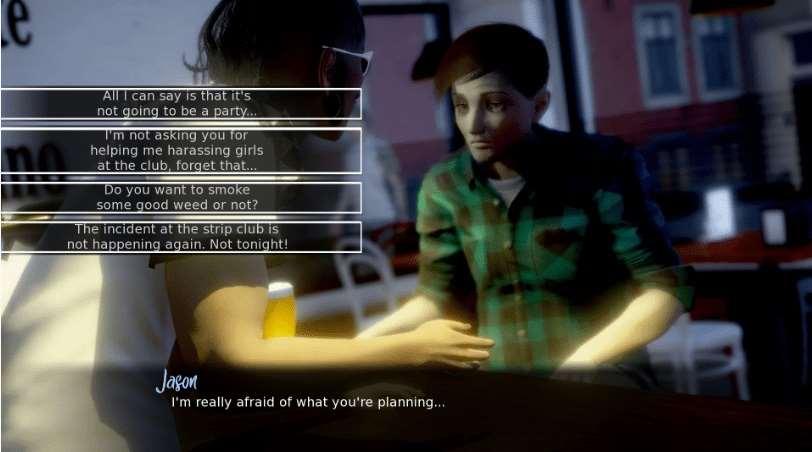 ke
All I can say is that it's
not going to be a party...
I'm not asking you for
helping me harassing girls
at the club, forget that...
no
Do you want to smoke
some good weed or not?
The incident at the strip club is
not happening again. Not tonight!
Jason
I'm really afraid of what you're planning...